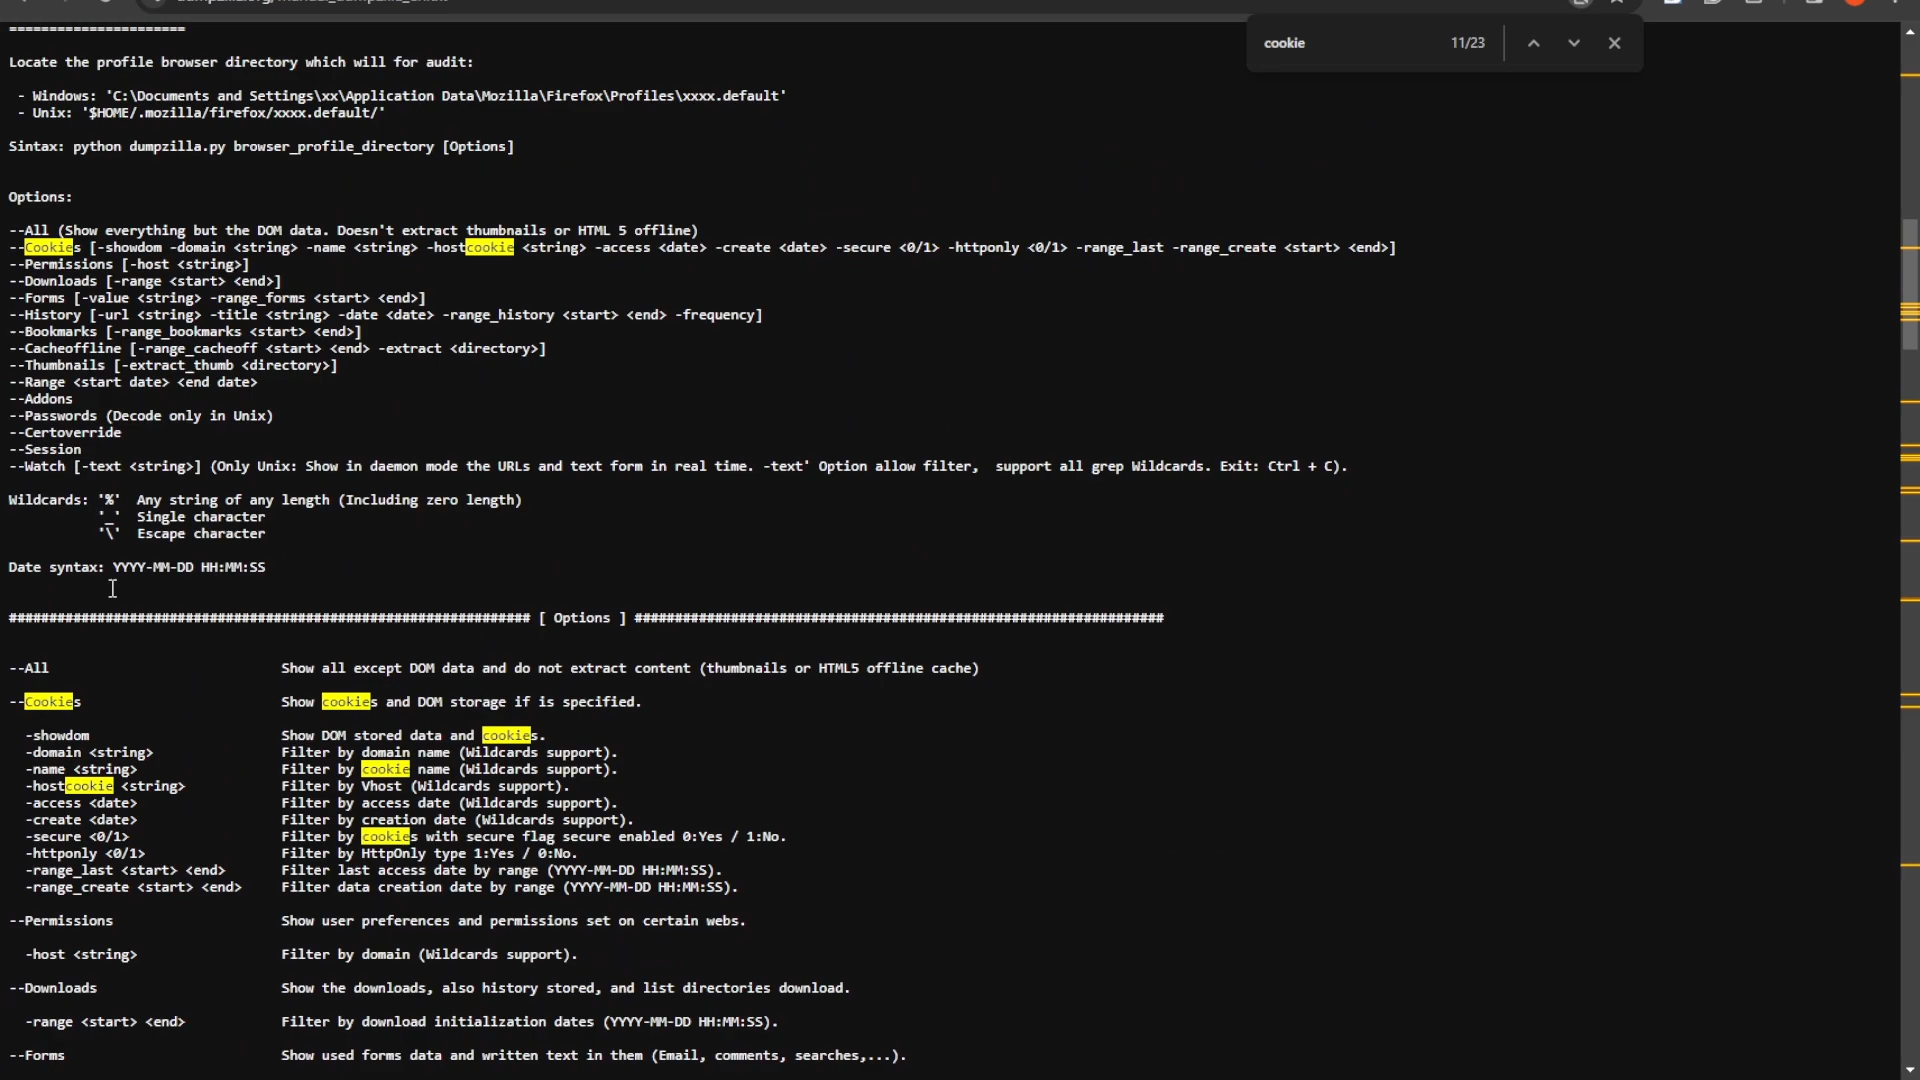 cookie
11/23
======================
Locate the profile browser directory which will for audit:
- Windows: 'C:\Documents and Settings\xx\Application Data\Mozilla\Firefox\Profiles\xxxx.default'
- Unix: '$HOME/.mozilla/firefox/xxxx.default/'
Sintax: python dumpzilla.py browser_profile_directory [Options]
Options:
--All (Show everything but the DOM data. Doesn't extract thumbnails or HTML 5 offline)
--Cookies [-showdom -domain <string> -name <string> -hostcookie <string> -access <date> -create <date> -secure <0/1> -httponly <0/1> -range_last -range_create <start> <end>]
--Permissions [-host <string>]
--Downloads [-range <start> <end>]
--Forms [-value <string> -range_forms <start> <end>]
--History [-url <string> -title <string> -date <date> -range_history <start> <end> -frequency]
--Bookmarks [-range_bookmarks <start> <end>]
--Cacheoffline [-range_cacheoff <start> <end> -extract <directory>]
--Thumbnails [-extract_thumb <directory>]
--Range <start date> <end date>
--Addons
--Passwords (Decode only in Unix)
--Certoverride
--Session
--Watch [-text <string>] (Only Unix: Show in daemon mode the URLs and text form in real time. -text' Option allow filter,  support all grep Wildcards. Exit: Ctrl + C).
Wildcards: '%'  Any string of any length (Including zero length)
'_'  Single character
'\'  Escape character
Date syntax: YYYY-MM-DD HH:MM:SS
################################################################# [ Options ] ##################################################################
--All Show all except DOM data and do not extract content (thumbnails or HTML5 offline cache)
--Cookies Show cookies and DOM storage if is specified.
-showdom Show DOM stored data and cookies.
-domain <string> Filter by domain name (Wildcards support).
-name <string> Filter by cookie name (Wildcards support).
-hostcookie <string> Filter by Vhost (Wildcards support).
-access <date> Filter by access date (Wildcards support).
-create <date> Filter by creation date (Wildcards support).
-secure <0/1> Filter by cookies with secure flag secure enabled 0:Yes / 1:No.
-httponly <0/1> Filter by HttpOnly type 1:Yes / 0:No.
-range_last <start> <end> Filter last access date by range (YYYY-MM-DD HH:MM:SS).
-range_create <start> <end> Filter data creation date by range (YYYY-MM-DD HH:MM:SS).
--Permissions Show user preferences and permissions set on certain webs.
-host <string> Filter by domain (Wildcards support).
--Downloads Show the downloads, also history stored, and list directories download.
-range <start> <end> Filter by download initialization dates (YYYY-MM-DD HH:MM:SS).
--Forms Show used forms data and written text in them (Email, comments, searches,...).